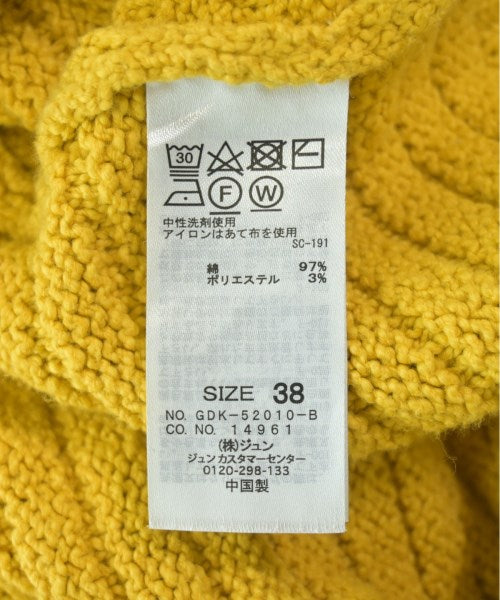 30
F W
中性洗剤使用
アイロンはあて布を使用
SC-191
綿 97%
ポリエステル 3%
SIZE 38
NO. GDK-52010-B
CO. NO. 14961
(株)ジュン
ジュンカスタマーセンター
0120-298-133
中国製